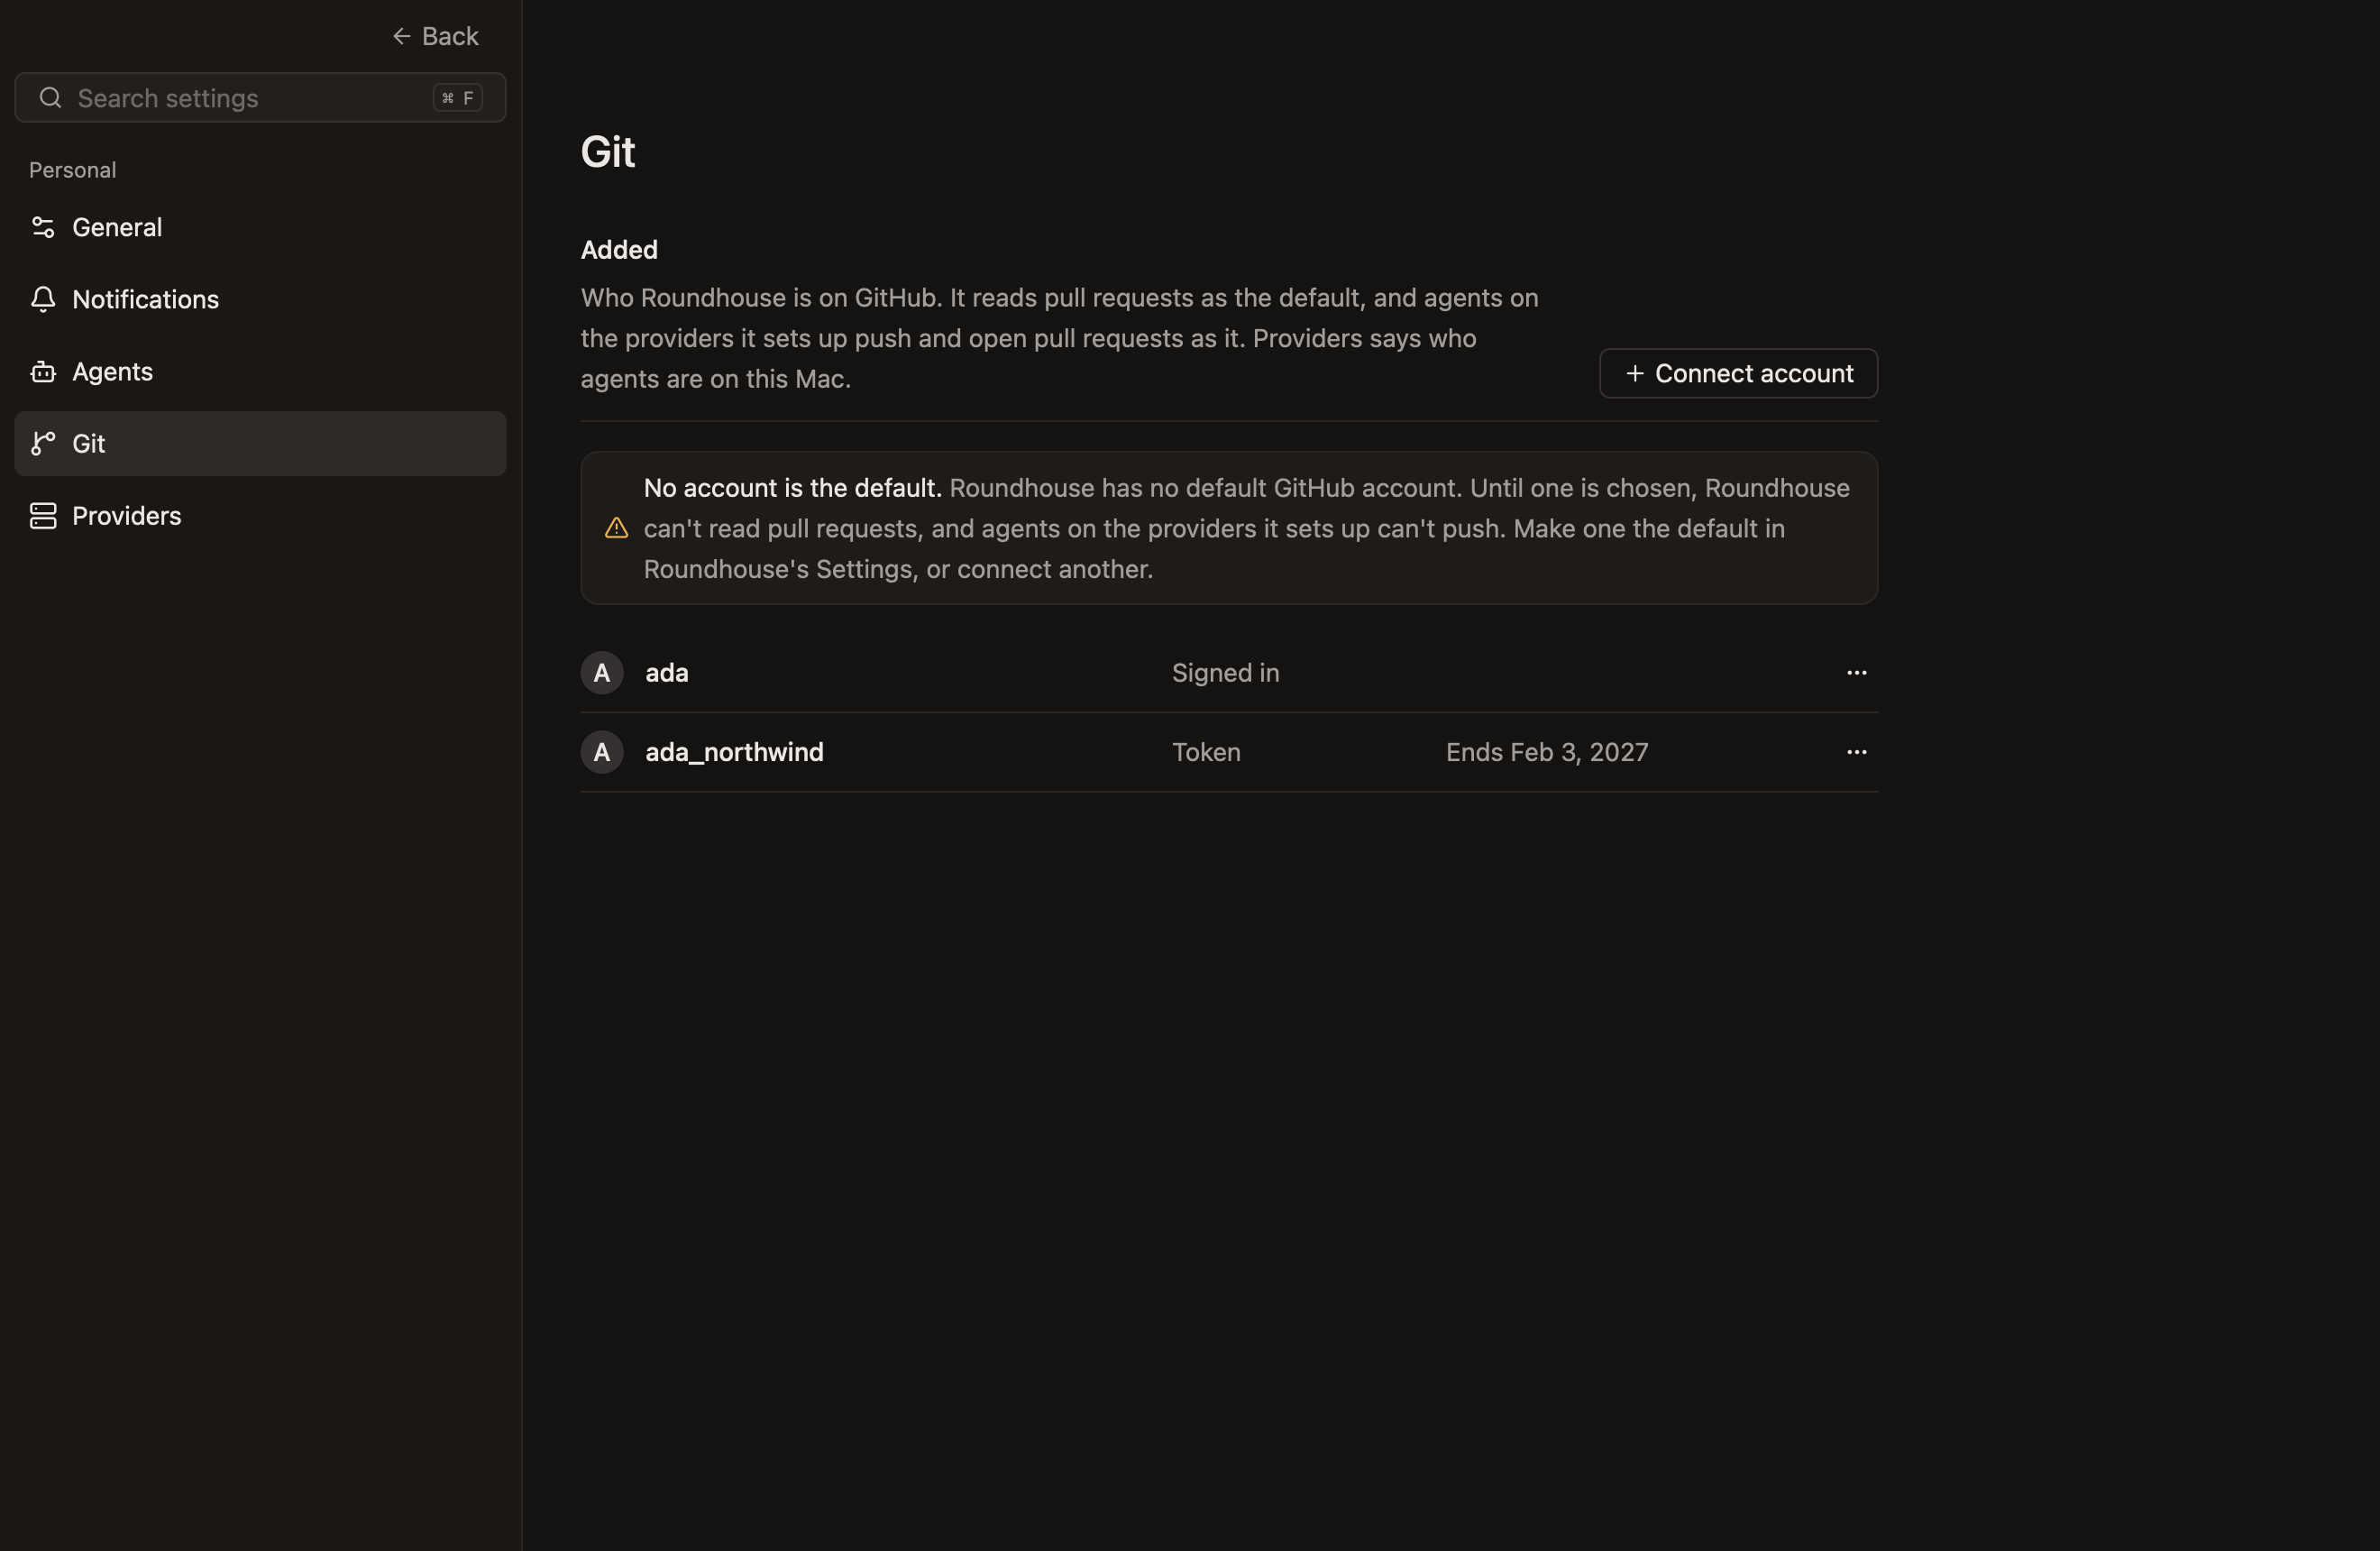 ← Back
Search settings ⌘ F
Personal
General
Notifications
Agents
Git
Providers
Git
Added
Who Roundhouse is on GitHub. It reads pull requests as the default, and agents on
the providers it sets up push and open pull requests as it. Providers says who
agents are on this Mac.
+ Connect account
No account is the default. Roundhouse has no default GitHub account. Until one is chosen, Roundhouse
can't read pull requests, and agents on the providers it sets up can't push. Make one the default in
Roundhouse's Settings, or connect another.
A ada Signed in ···
A ada_northwind Token Ends Feb 3, 2027 ···